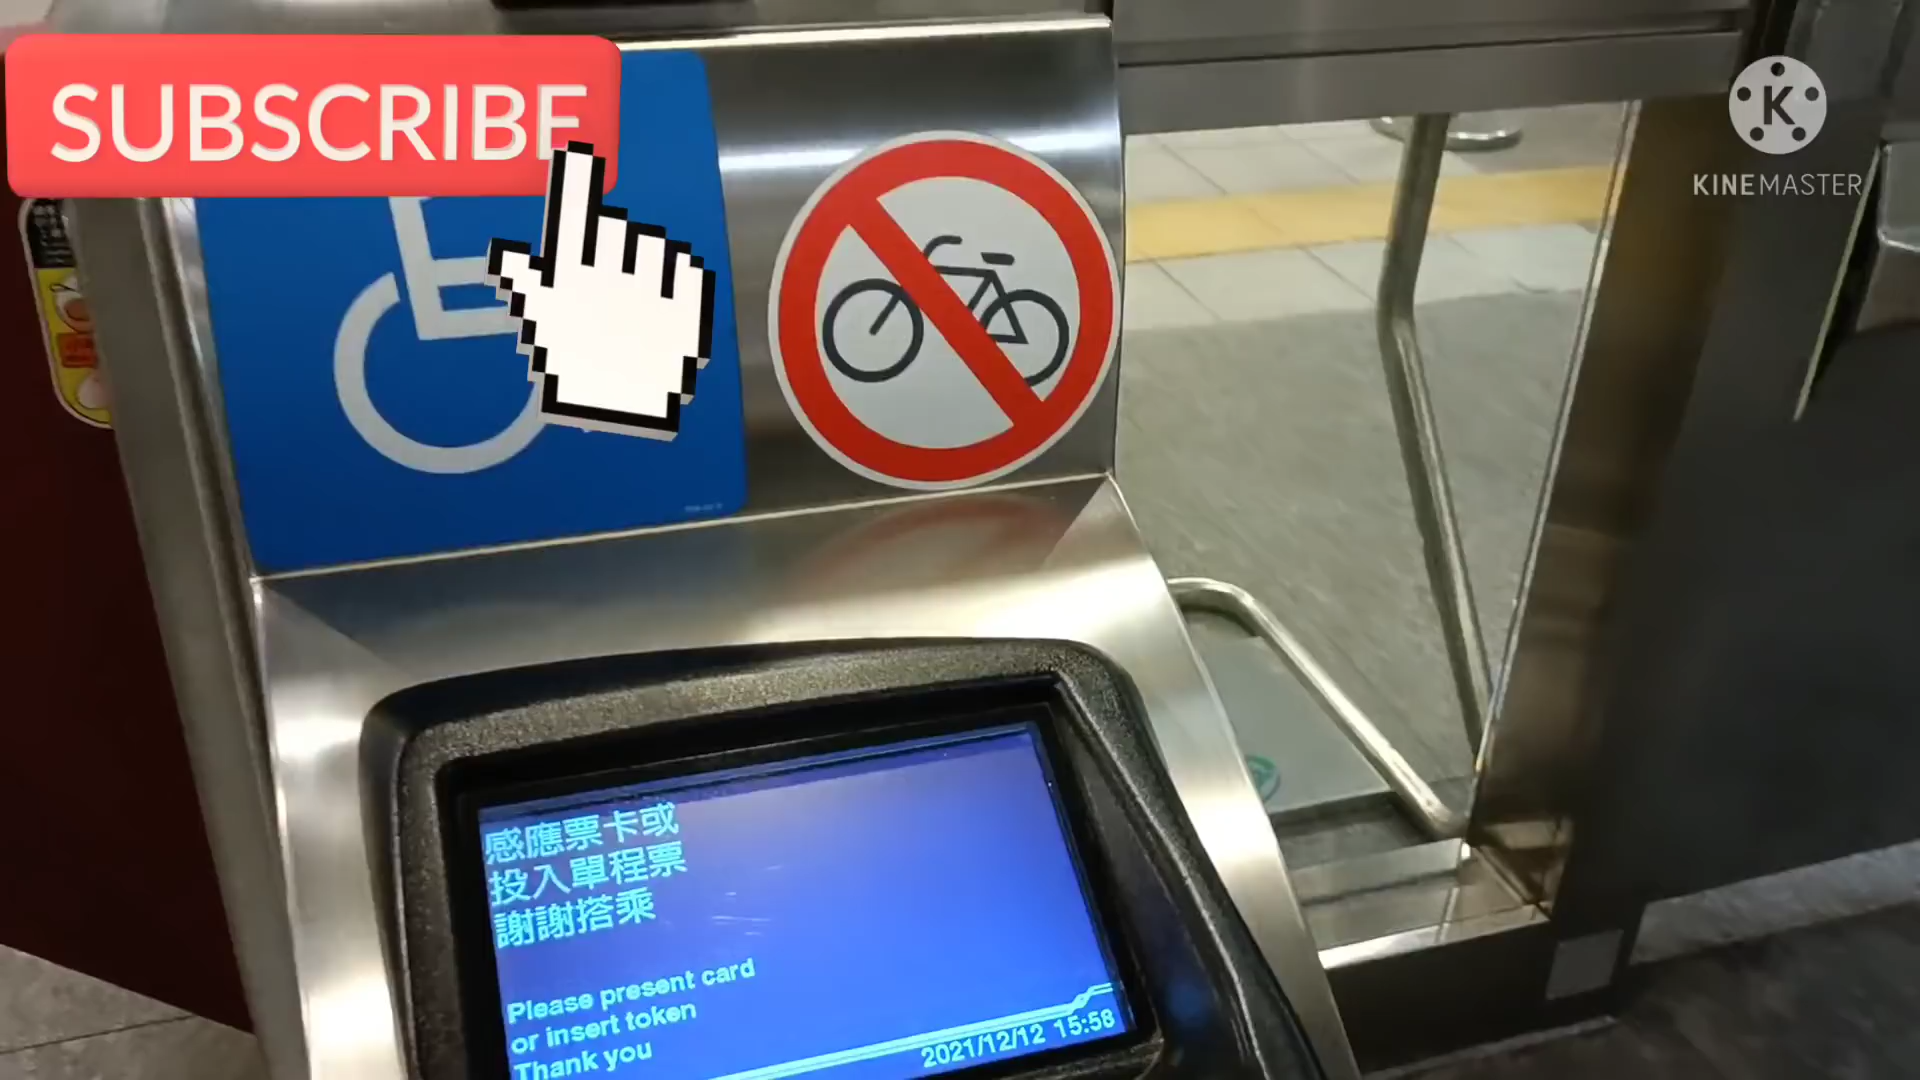 SUBSCRIBE
KINEMASTER
感應票卡或
投入單程票
謝謝搭乘
Please present card
or insert token
Thank you
2021/12/12 15:58